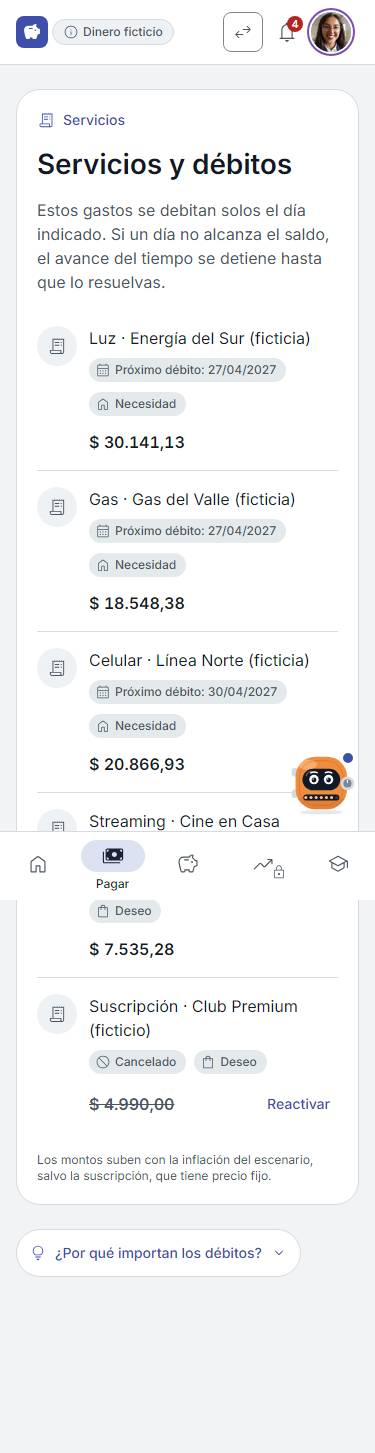 Dinero ficticio
4
Servicios
Servicios y débitos
Estos gastos se debitan solos el día
indicado. Si un día no alcanza el saldo,
el avance del tiempo se detiene hasta
que lo resuelvas.
Luz · Energía del Sur (ficticia)
Próximo débito: 27/04/2027
Necesidad
$ 30.141,13
Gas · Gas del Valle (ficticia)
Próximo débito: 27/04/2027
Necesidad
$ 18.548,38
Celular · Línea Norte (ficticia)
Próximo débito: 30/04/2027
Necesidad
$ 20.866,93
Streaming · Cine en Casa
Pagar
Deseo
$ 7.535,28
Suscripción · Club Premium
(ficticio)
Cancelado
Deseo
$ 4.990,00
Reactivar
Los montos suben con la inflación del escenario,
salvo la suscripción, que tiene precio fijo.
¿Por qué importan los débitos?